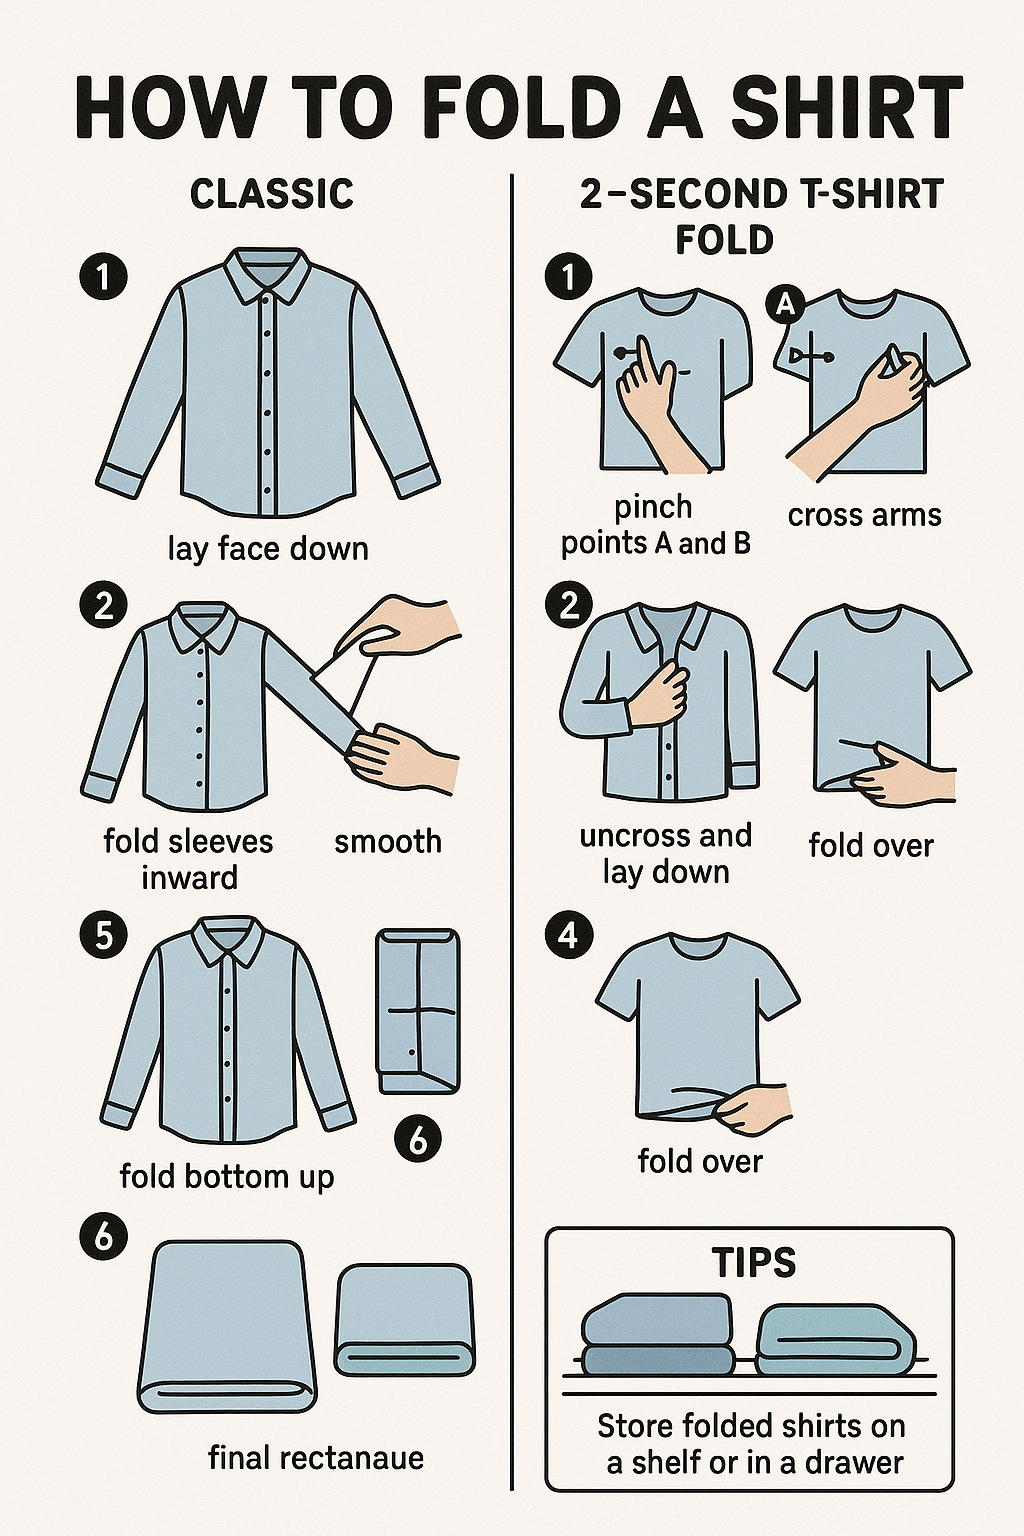 HOW TO FOLD A SHIRT
CLASSIC
1
lay face down
2
fold sleeves
inward
smooth
5
6
fold bottom up
6
final rectanaue
2-SECOND T-SHIRT
FOLD
1
A
pinch
points A and B
cross arms
2
uncross and
lay down
fold over
4
fold over
TIPS
Store folded shirts on
a shelf or in a drawer